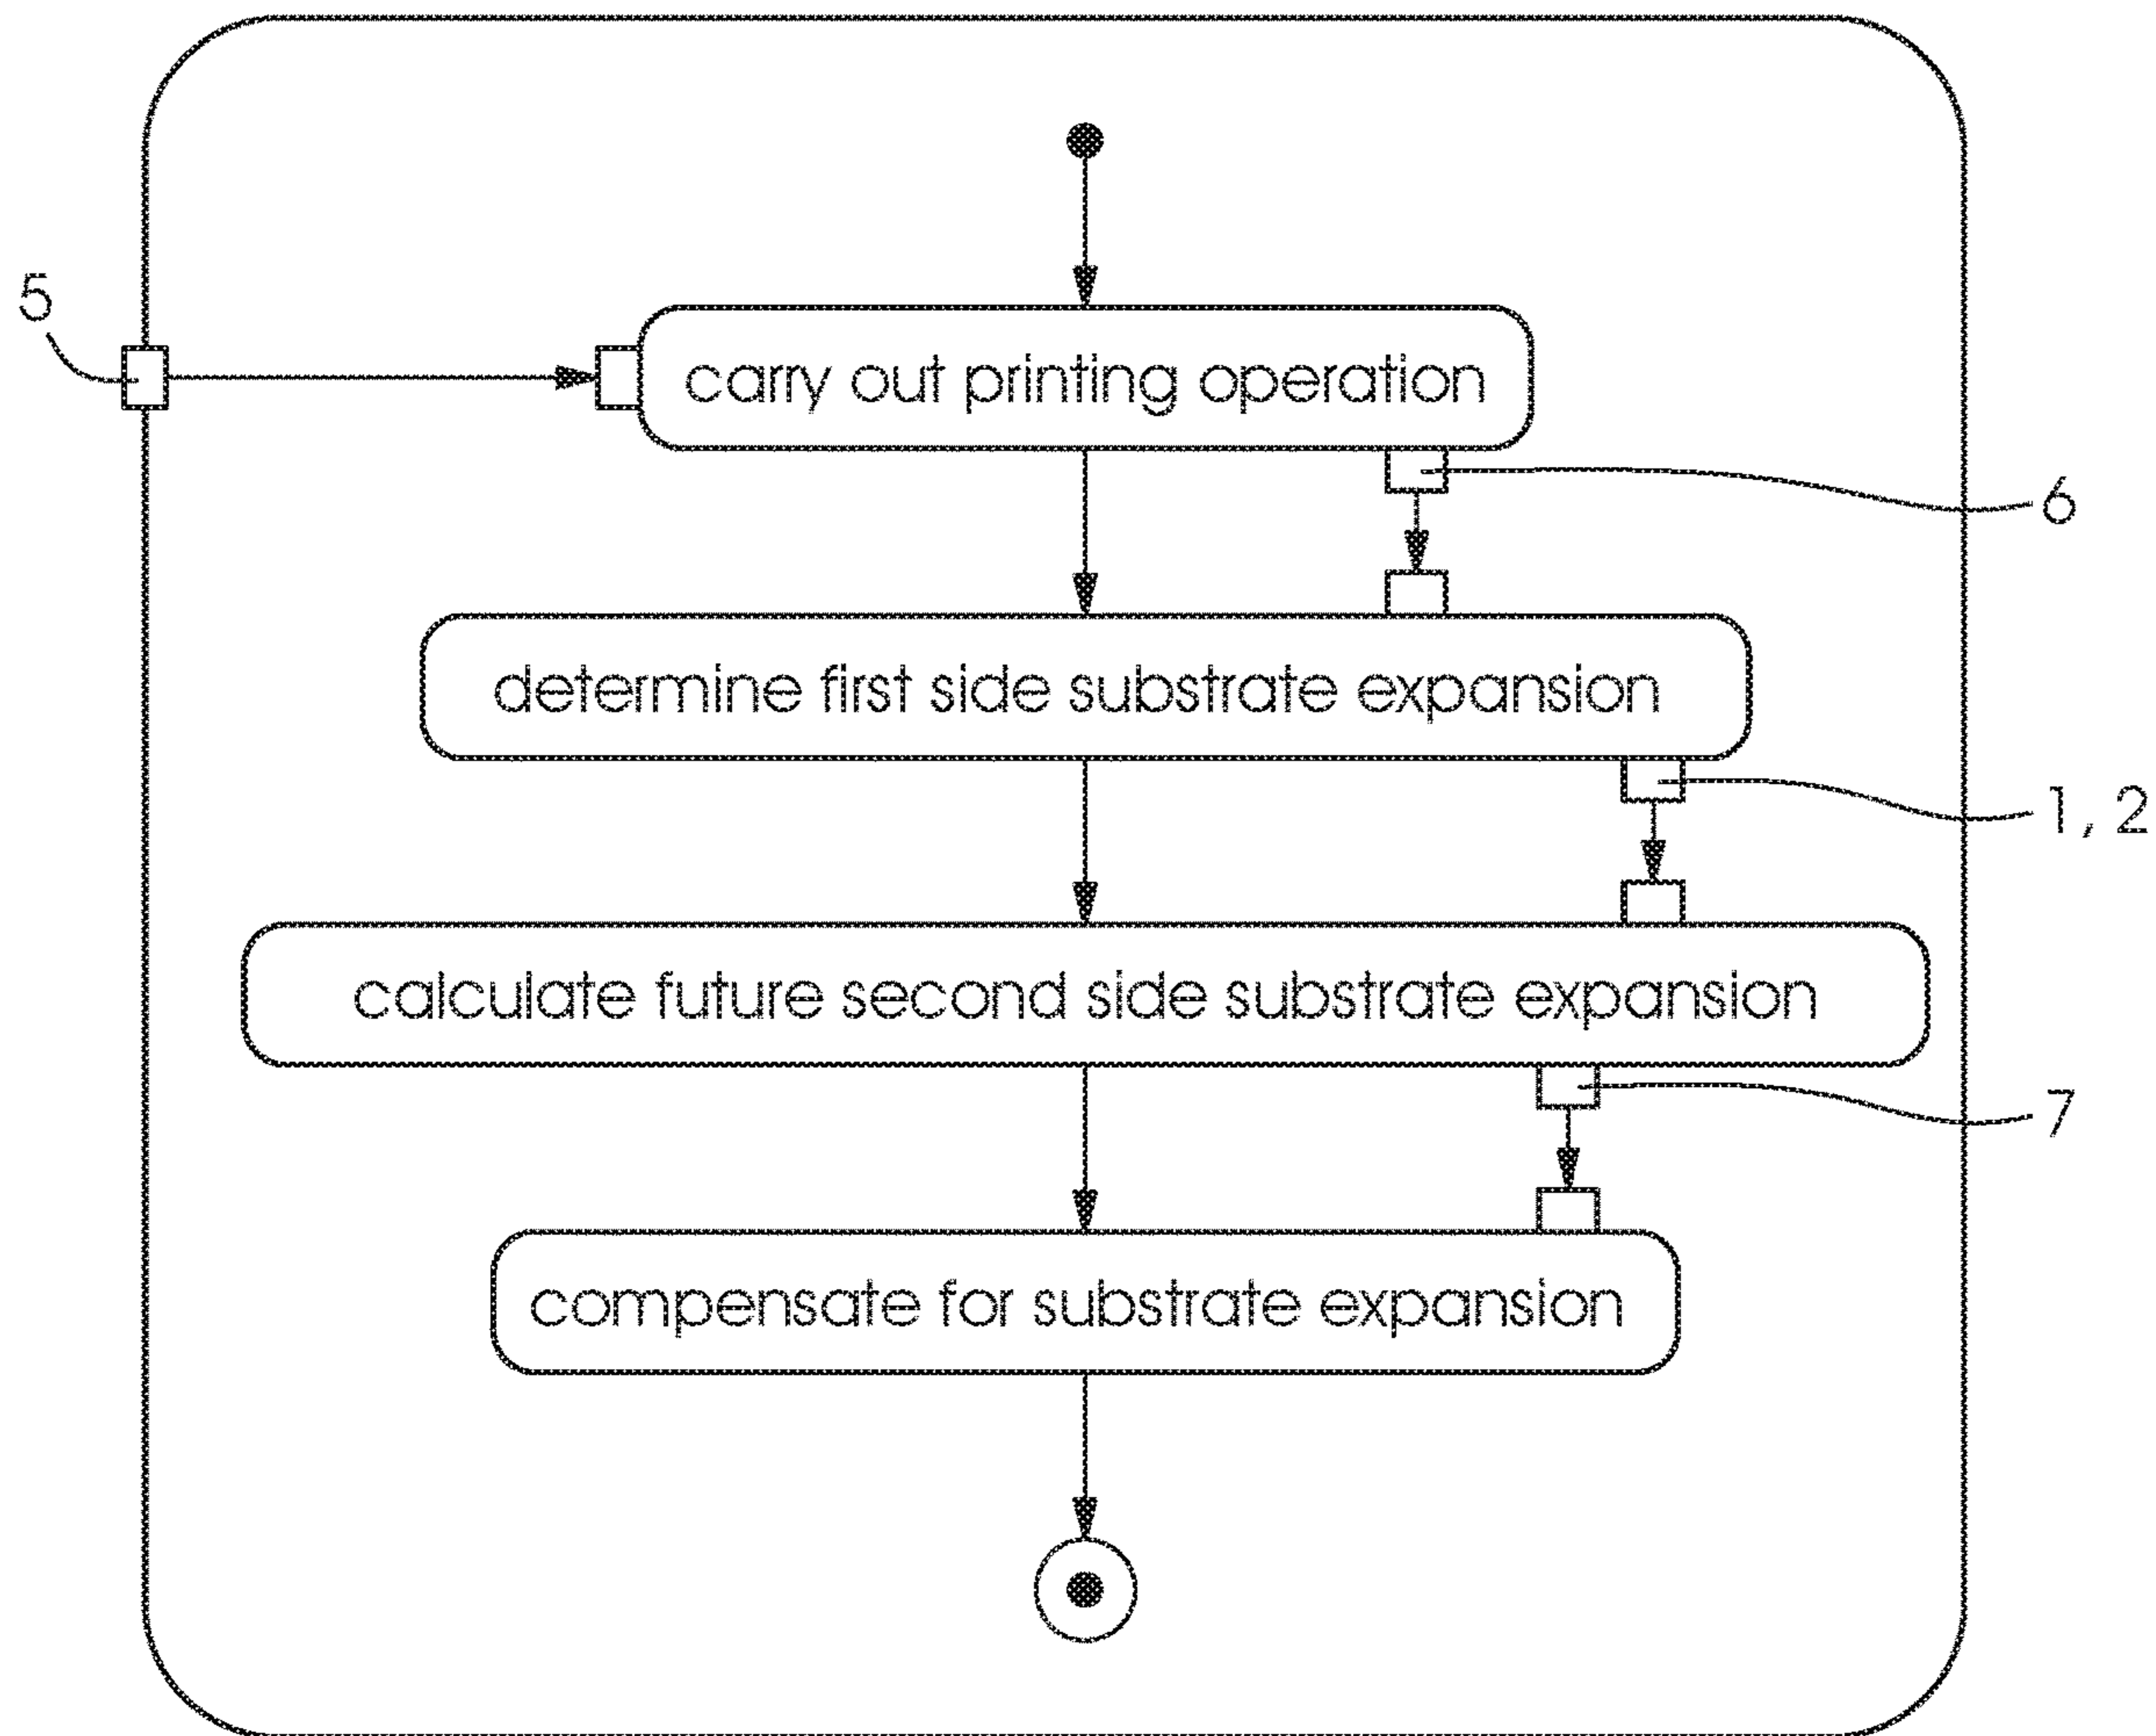 5
carry out printing operation
6
determine first side substrate expansion
1, 2
calculate future second side substrate expansion
7
compensate for substrate expansion